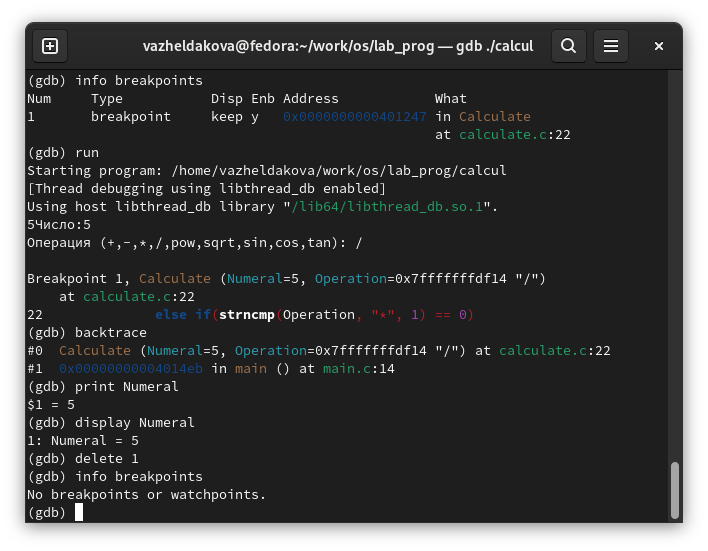 vazheldakova@fedora:~/work/os/lab_prog — gdb ./calcul
(gdb) info breakpoints
Num     Type           Disp Enb Address            What
1       breakpoint     keep y   0x0000000000401247 in Calculate
                                                   at calculate.c:22
(gdb) run
Starting program: /home/vazheldakova/work/os/lab_prog/calcul
[Thread debugging using libthread_db enabled]
Using host libthread_db library "/lib64/libthread_db.so.1".
5Число:5
Операция (+,-,*,/,pow,sqrt,sin,cos,tan): /
Breakpoint 1, Calculate (Numeral=5, Operation=0x7fffffffdf14 "/")
    at calculate.c:22
22              else if(strncmp(Operation, "*", 1) == 0)
(gdb) backtrace
#0  Calculate (Numeral=5, Operation=0x7fffffffdf14 "/") at calculate.c:22
#1  0x00000000004014eb in main () at main.c:14
(gdb) print Numeral
$1 = 5
(gdb) display Numeral
1: Numeral = 5
(gdb) delete 1
(gdb) info breakpoints
No breakpoints or watchpoints.
(gdb)